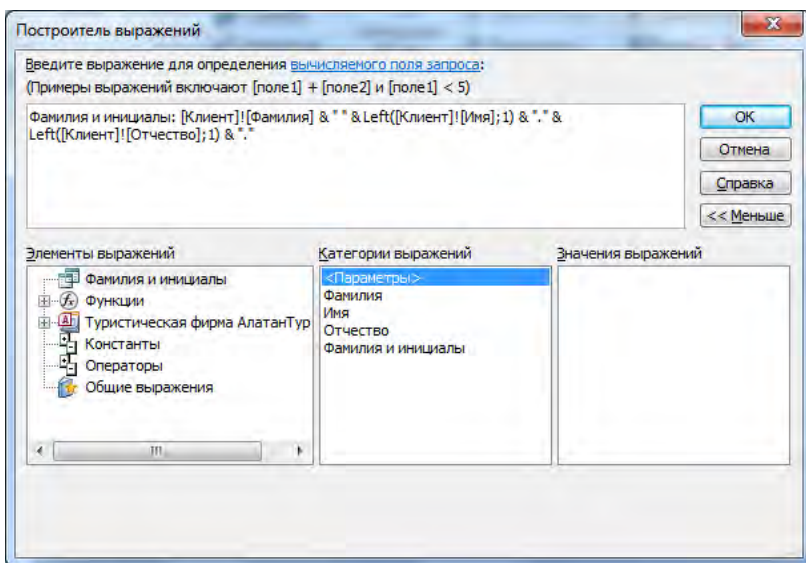 Построитель выражений
Введите выражение для определения вычисляемого поля запроса:
(Примеры выражений включают [поле1] + [поле2] и [поле1] < 5)
Фамилия и инициалы: [Клиент]![Фамилия] & " " & Left([Клиент]![Имя];1) & "." &
Left([Клиент]![Отчество];1) & "."
ОК
Отмена
Справка
<< Меньше
Элементы выражений
Фамилия и инициалы
Функции
Туристическая фирма АлатанТур
Константы
Операторы
Общие выражения
Категории выражений
<Параметры>
Фамилия
Имя
Отчество
Фамилия и инициалы
Значения выражений